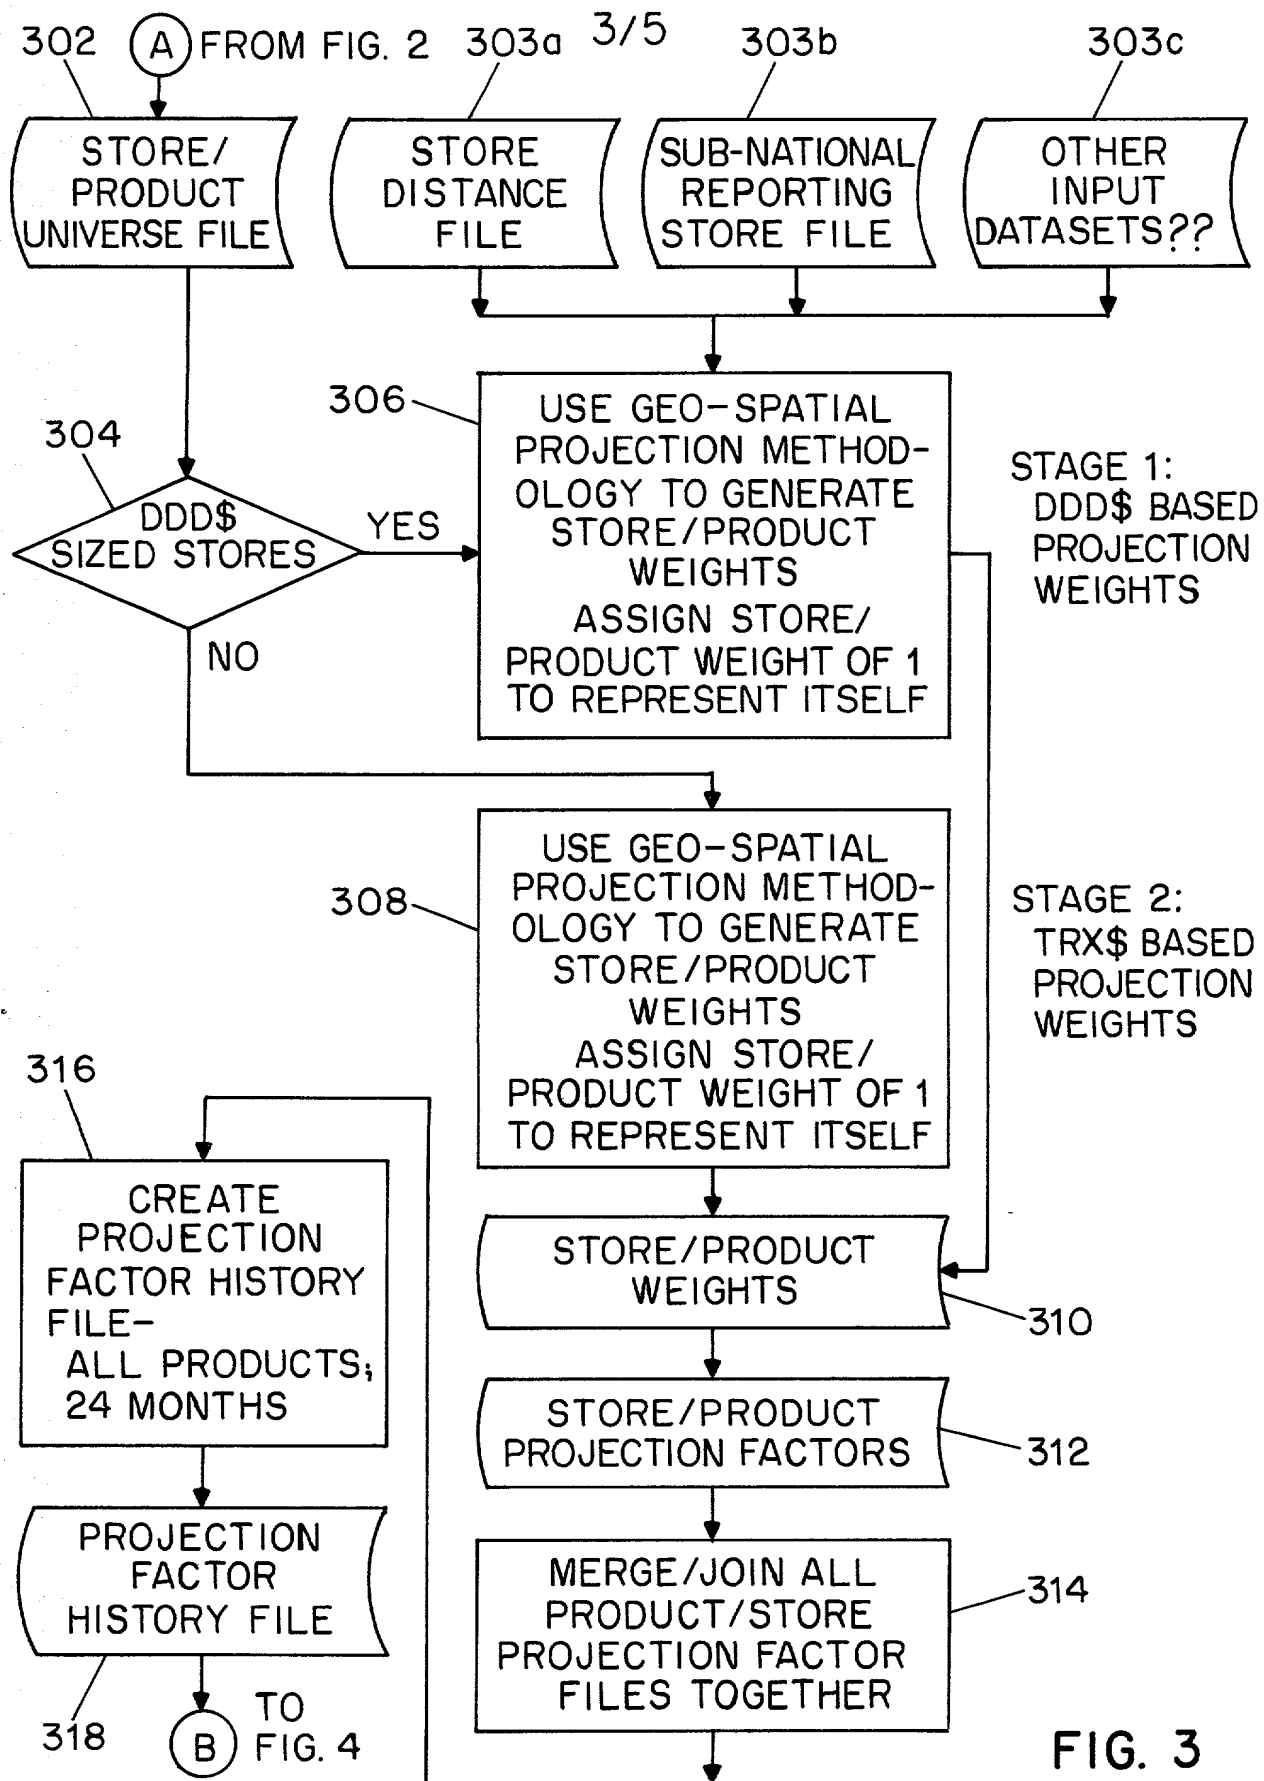 3/5
302
A
FROM FIG. 2
303a
303b
303c
STORE/
PRODUCT
UNIVERSE FILE
STORE
DISTANCE
FILE
SUB-NATIONAL
REPORTING
STORE FILE
OTHER
INPUT
DATASETS??
304
DDD$
SIZED STORES
YES
NO
306
USE GEO-SPATIAL
PROJECTION METHOD-
OLOGY TO GENERATE
STORE/PRODUCT
WEIGHTS
ASSIGN STORE/
PRODUCT WEIGHT OF 1
TO REPRESENT ITSELF
STAGE 1:
DDD$ BASED
PROJECTION
WEIGHTS
308
USE GEO-SPATIAL
PROJECTION METHOD-
OLOGY TO GENERATE
STORE/PRODUCT
WEIGHTS
ASSIGN STORE/
PRODUCT WEIGHT OF 1
TO REPRESENT ITSELF
STAGE 2:
TRX$ BASED
PROJECTION
WEIGHTS
STORE/PRODUCT
WEIGHTS
310
STORE/PRODUCT
PROJECTION FACTORS
312
MERGE/JOIN ALL
PRODUCT/STORE
PROJECTION FACTOR
FILES TOGETHER
314
316
CREATE
PROJECTION
FACTOR HISTORY
FILE-
ALL PRODUCTS;
24 MONTHS
PROJECTION
FACTOR
HISTORY FILE
318
B
TO
FIG. 4
FIG. 3